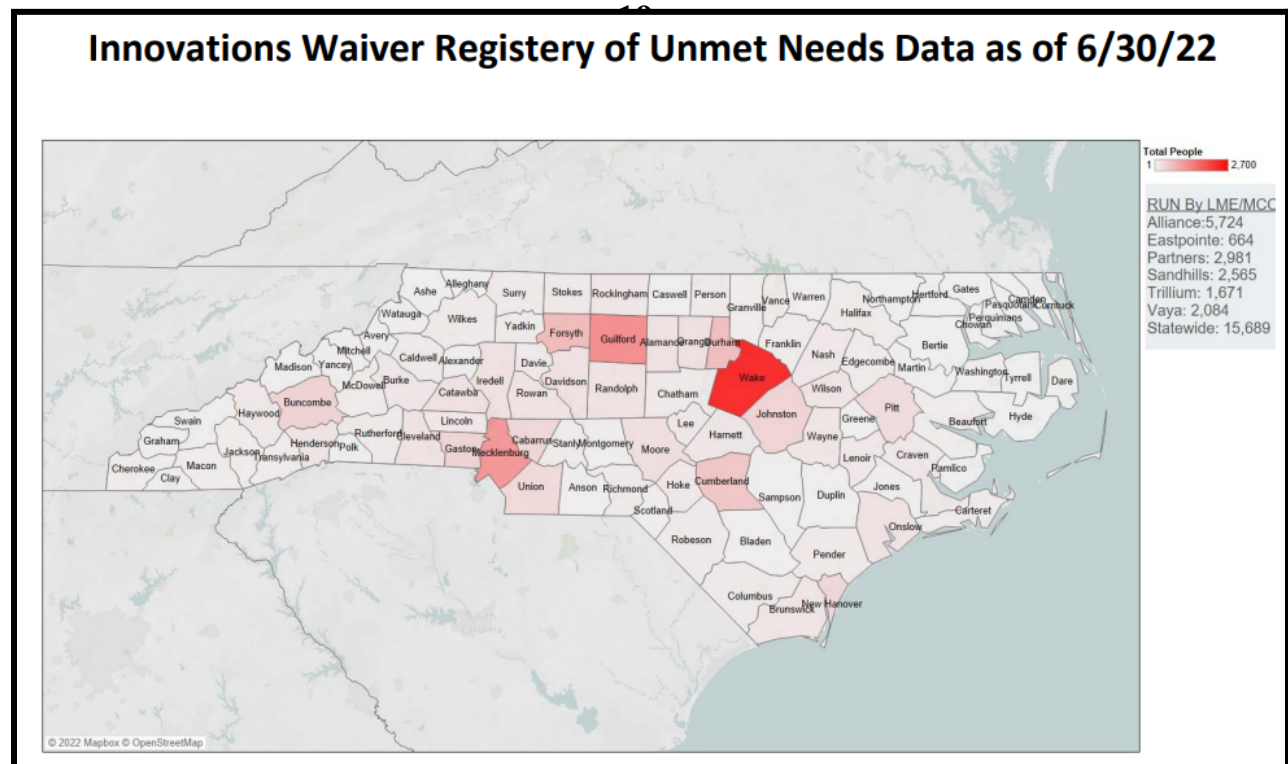 Innovations Waiver Registery of Unmet Needs Data as of 6/30/22
Total People
1
2,700
RUN By LME/MCC
Alliance:5,724
Eastpointe: 664
Partners: 2,981
Sandhills: 2,565
Trillium: 1,671
Vaya: 2,084
Statewide: 15,689
Ashe
Alleghany
Surry
Stokes
Rockingham
Caswell
Person
Granville
Vance
Warren
Northampton
Hertford
Gates
Pasquotank
Camden
Currituck
Perquimans
Chowan
Halifax
Watauga
Wilkes
Yadkin
Forsyth
Guilford
Alamance
Orange
Durham
Franklin
Nash
Edgecombe
Martin
Bertie
Washington
Tyrrell
Dare
Avery
Mitchell
Yancey
Madison
Caldwell
Alexander
Davie
Iredell
Davidson
Randolph
Chatham
Wake
Wilson
Pitt
Beaufort
Hyde
McDowell
Burke
Catawba
Rowan
Buncombe
Haywood
Swain
Graham
Cherokee
Clay
Macon
Jackson
Transylvania
Henderson
Polk
Rutherford
Cleveland
Lincoln
Gaston
Mecklenburg
Cabarrus
Stanly
Montgomery
Moore
Lee
Harnett
Johnston
Wayne
Greene
Lenoir
Craven
Pamlico
Union
Anson
Richmond
Scotland
Hoke
Cumberland
Sampson
Duplin
Jones
Onslow
Carteret
Robeson
Bladen
Pender
Columbus
Brunswick
New Hanover
South
Carolina
© 2022 Mapbox © OpenStreetMap